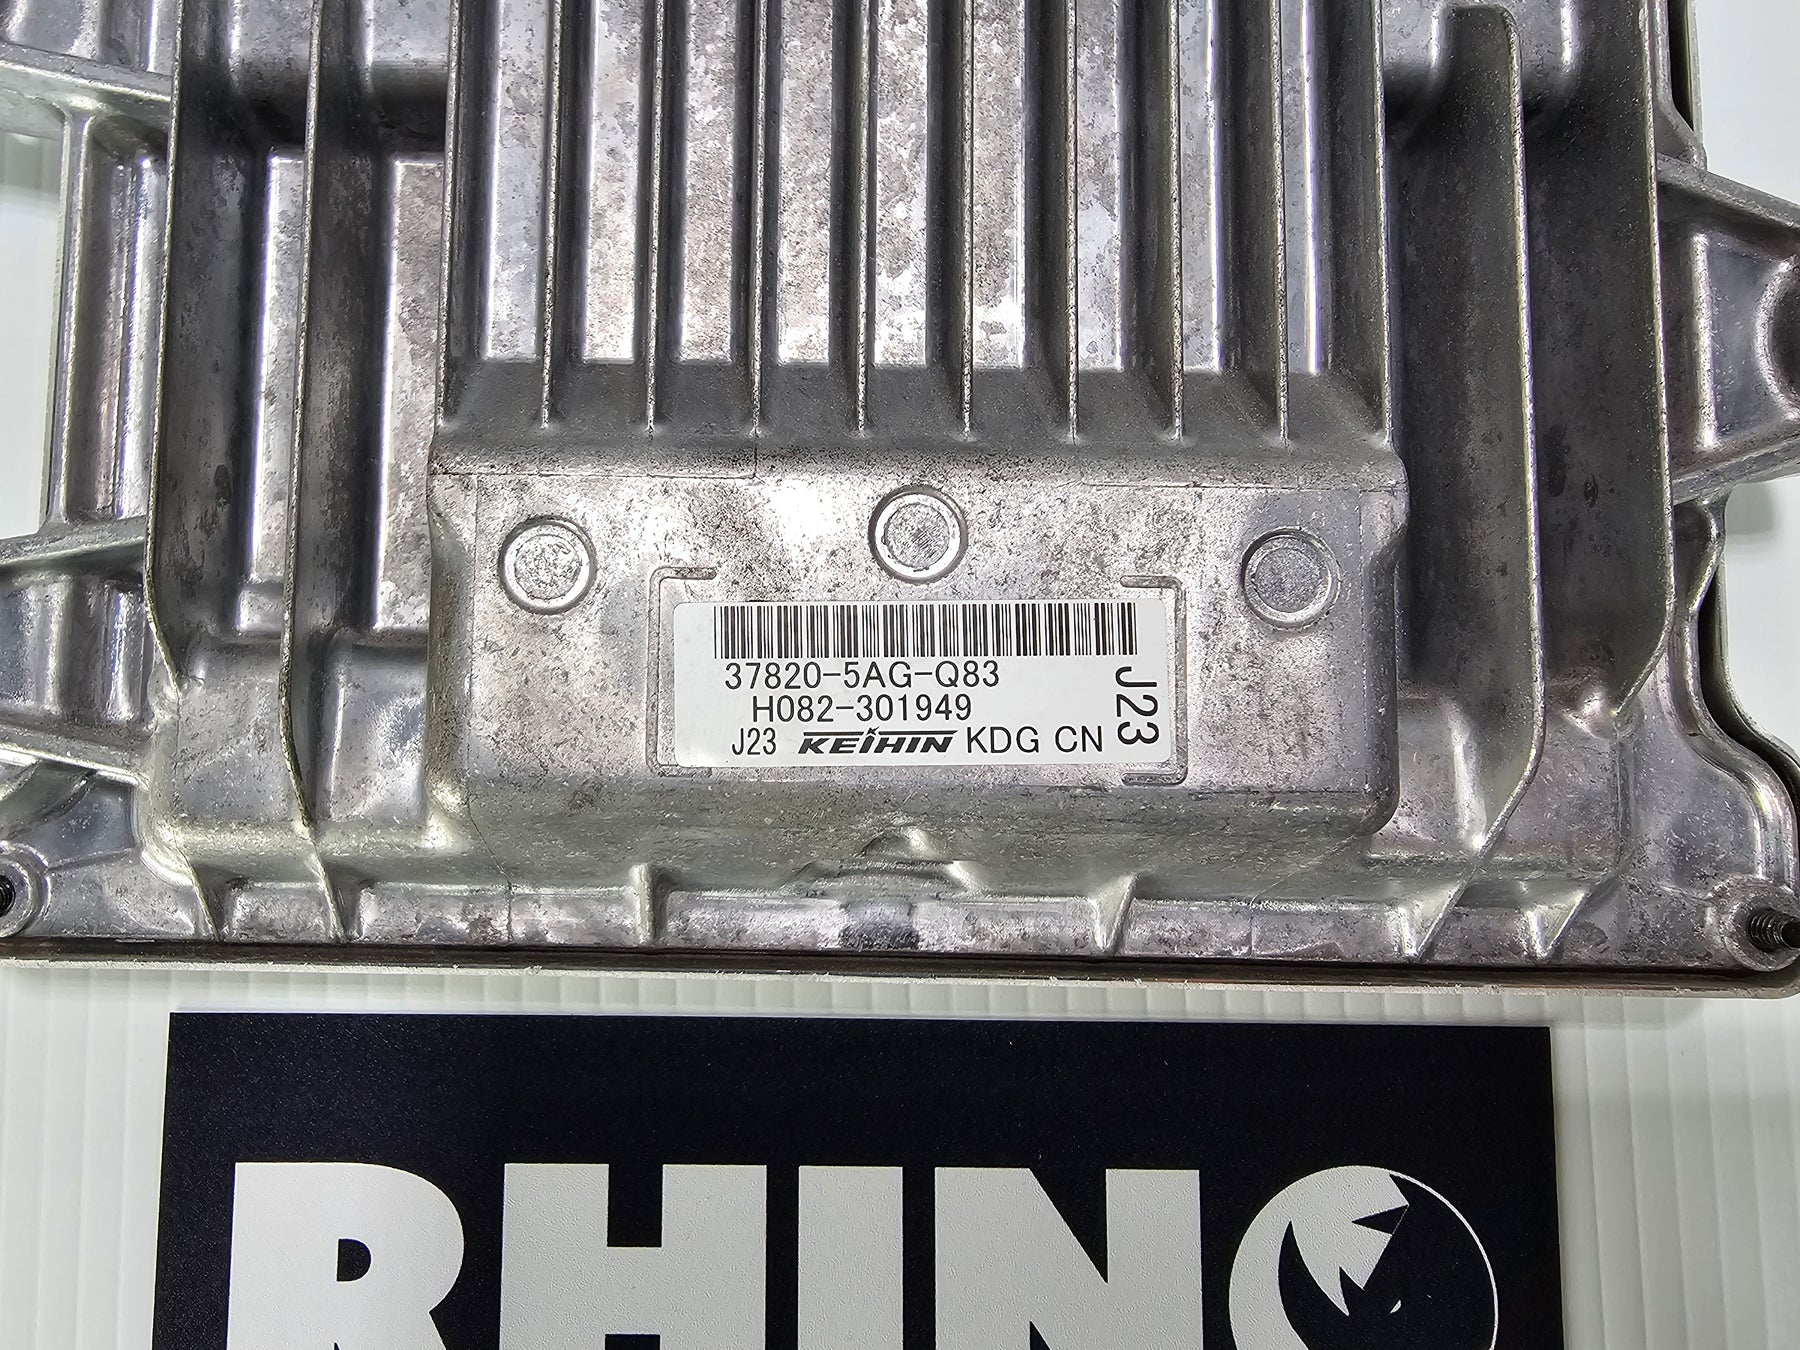 37820-5AG-Q83
H082-301949
J23 KEIHIN KDG CN
J23
RHINO